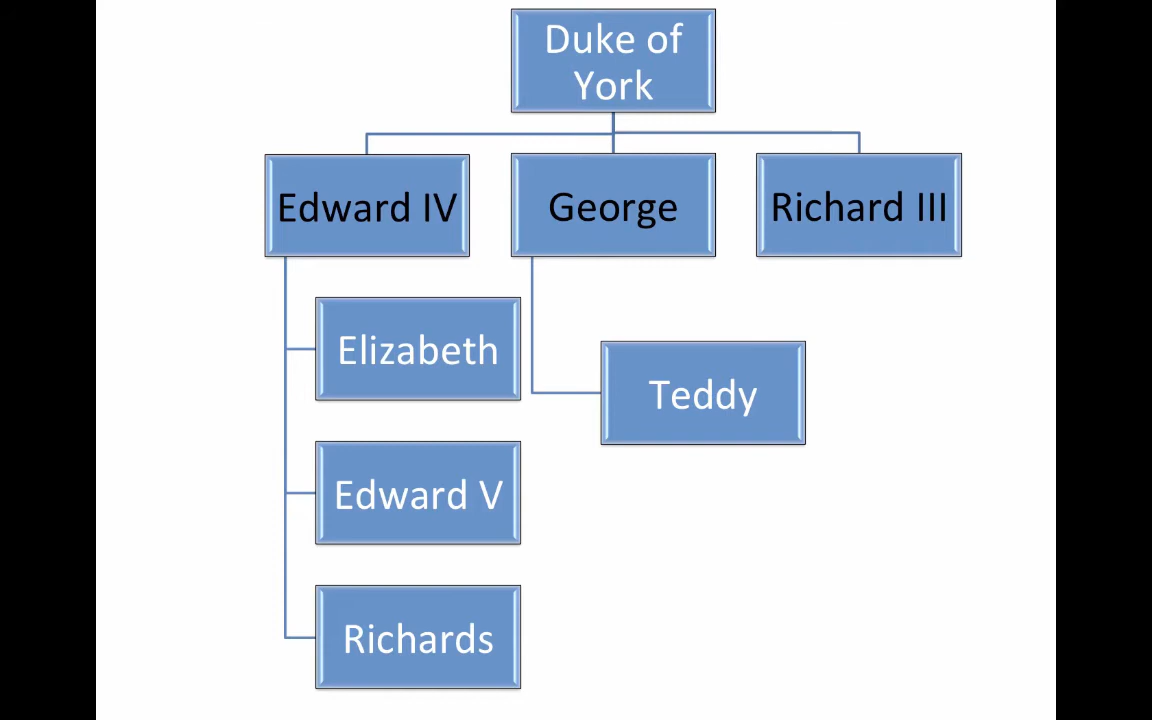 Duke of
York
Edward IV
George
Richard III
Elizabeth
Teddy
Edward V
Richards